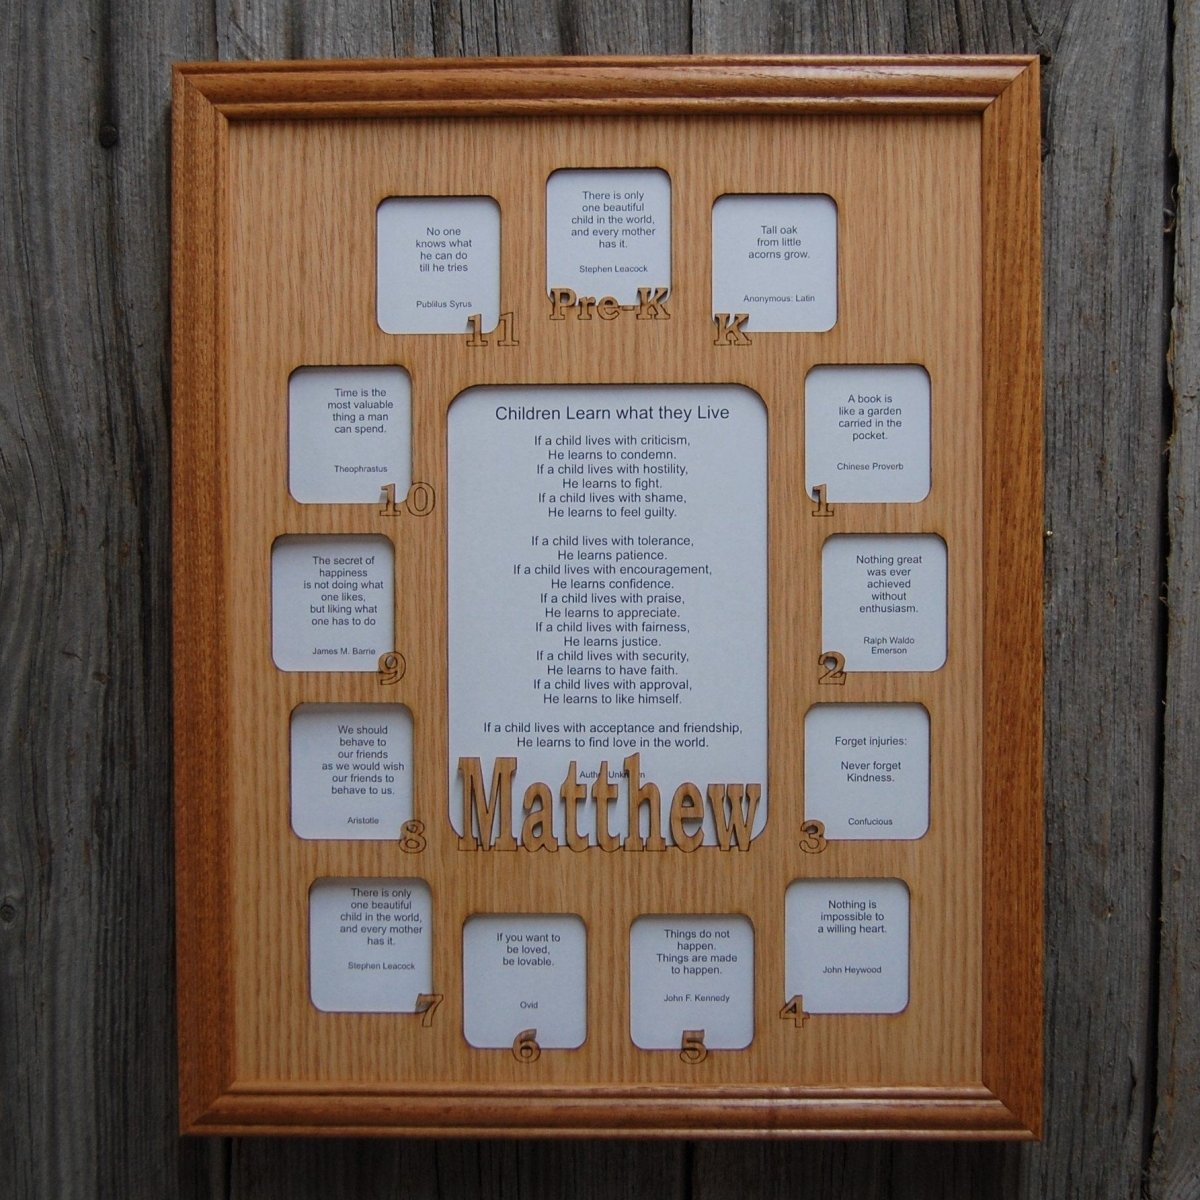 There is only
one beautiful
child in the world,
and every mother
has it.
Stephen Leacock
Pre-K
Tall oak
from little
acorns grow.
Anonymous: Latin
K
A book is
like a garden
carried in the
pocket.
Chinese Proverb
1
Nothing great
was ever
achieved
without
enthusiasm.
Ralph Waldo
Emerson
2
Forget injuries:
Never forget
Kindness.
Confucious
3
Nothing is
impossible to
a willing heart.
John Heywood
4
Things do not
happen.
Things are made
to happen.
John F. Kennedy
5
If you want to
be loved,
be lovable.
Ovid
6
There is only
one beautiful
child in the world,
and every mother
has it.
Stephen Leacock
7
We should
behave to
our friends
as we would wish
our friends to
behave to us.
Aristotle
8
The secret of
happiness
is not doing what
one likes,
but liking what
one has to do
James M. Barrie
9
Time is the
most valuable
thing a man
can spend.
Theophrastus
10
No one
knows what
he can do
till he tries
Publilus Syrus
11
Children Learn what they Live
If a child lives with criticism,
He learns to condemn.
If a child lives with hostility,
He learns to fight.
If a child lives with shame,
He learns to feel guilty.
If a child lives with tolerance,
He learns patience.
If a child lives with encouragement,
He learns confidence.
If a child lives with praise,
He learns to appreciate.
If a child lives with fairness,
He learns justice.
If a child lives with security,
He learns to have faith.
If a child lives with approval,
He learns to like himself.
If a child lives with acceptance and friendship,
He learns to find love in the world.
Matthew